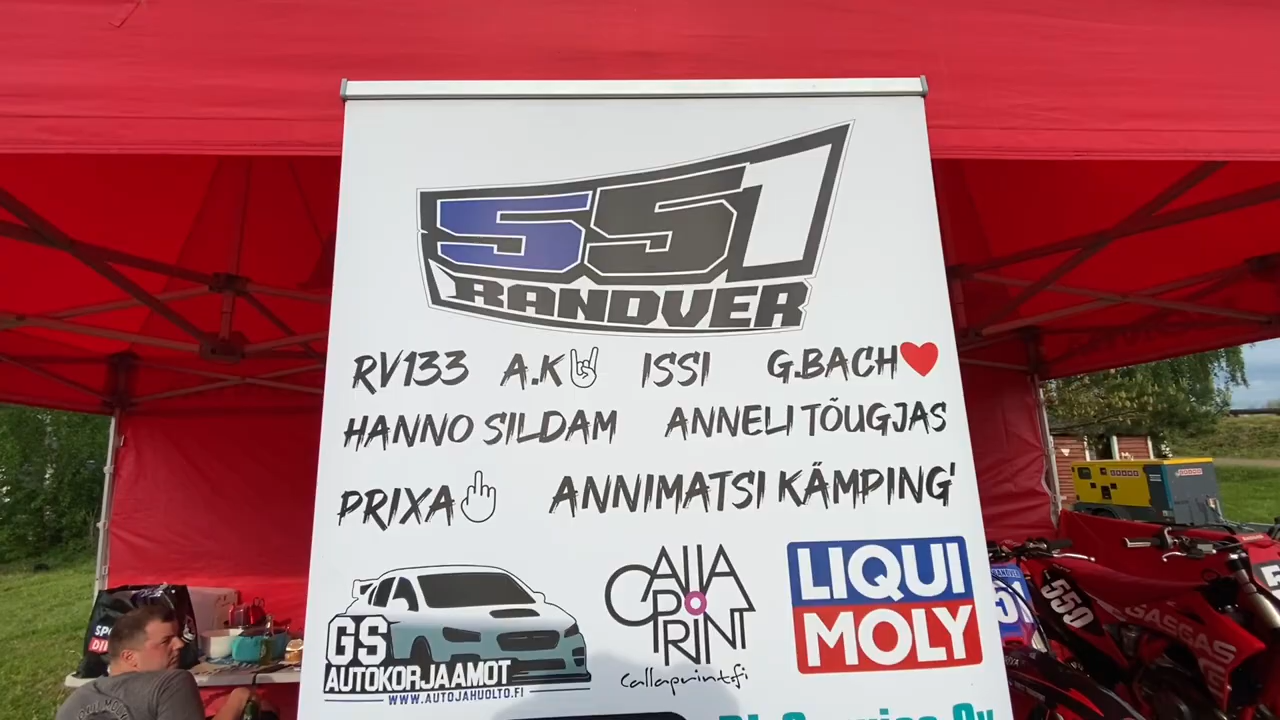 551
RANDVER
RV133 A.K ISSI G.BACH
HANNO SILDAM ANNELI TÕUGJAS
PRIXA ANNIMATSI KÄMPING'
GS
AUTOKORJAAMOT
WWW.AUTOJAHUOLTO.FI
CALLA
PRINT
callaprint.fi
LIQUI
MOLY
550
GASGAS
51